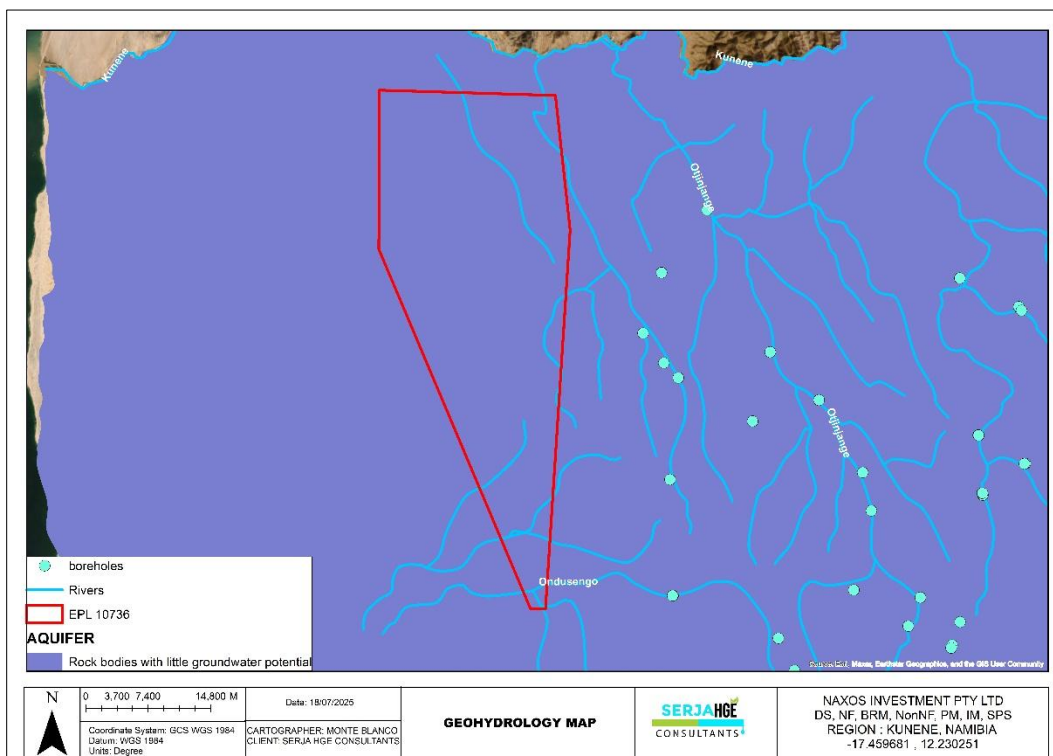 Kunene
Kunene
Otjinjange
Otjinjange
Ondusengo
boreholes
Rivers
EPL 10736
AQUIFER
Rock bodies with little groundwater potential
Source: Esri, Maxar, Earthstar Geographics, and the GIS User Community
N
0 3,700 7,400 14,800 M
Coordinate System: GCS WGS 1984
Datum: WGS 1984
Units: Degree
Date: 18/07/2025
CARTOGRAPHER: MONTE BLANCO
CLIENT: SERJA HGE CONSULTANTS
GEOHYDROLOGY MAP
SERJAHGE
CONSULTANTS
NAXOS INVESTMENT PTY LTD
DS, NF, BRM, NonNF, PM, IM, SPS
REGION : KUNENE, NAMIBIA
-17.459681 , 12.230251